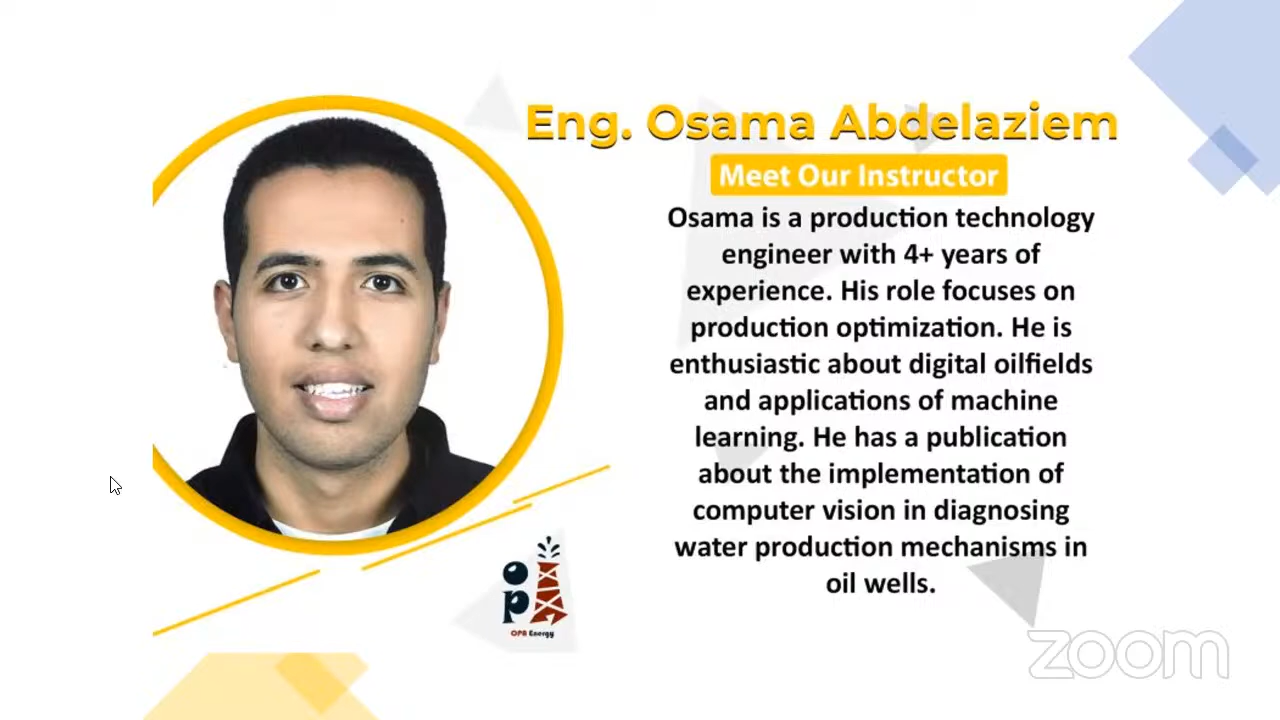 Eng. Osama Abdelaziem
Meet Our Instructor
Osama is a production technology
engineer with 4+ years of
experience. His role focuses on
production optimization. He is
enthusiastic about digital oilfields
and applications of machine
learning. He has a publication
about the implementation of
computer vision in diagnosing
water production mechanisms in
oil wells.
op
OPA Energy
zoom